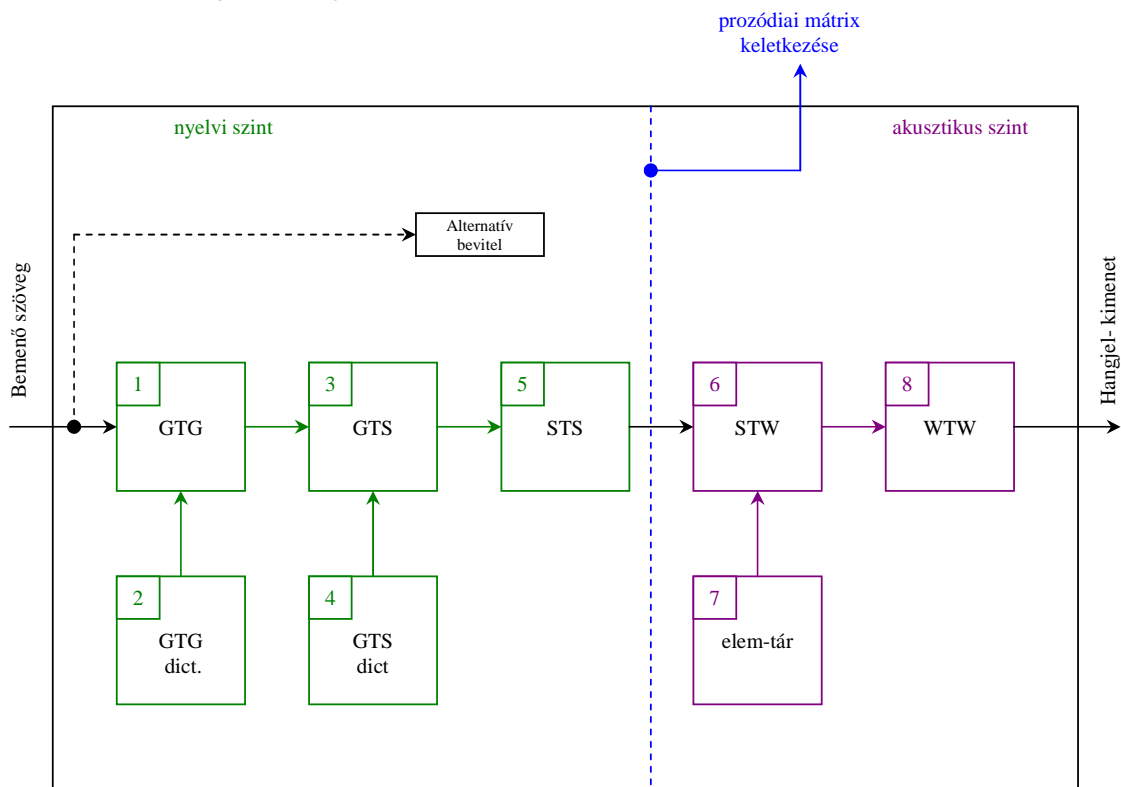 prozódiai mátrix
keletkezése
nyelvi szint
akusztikus szint
Alternatív
bevitel
Bemenő szöveg
Hangjel- kimenet
1
GTG
3
GTS
5
STS
6
STW
8
WTW
2
GTG
dict.
4
GTS
dict
7
elem-tár